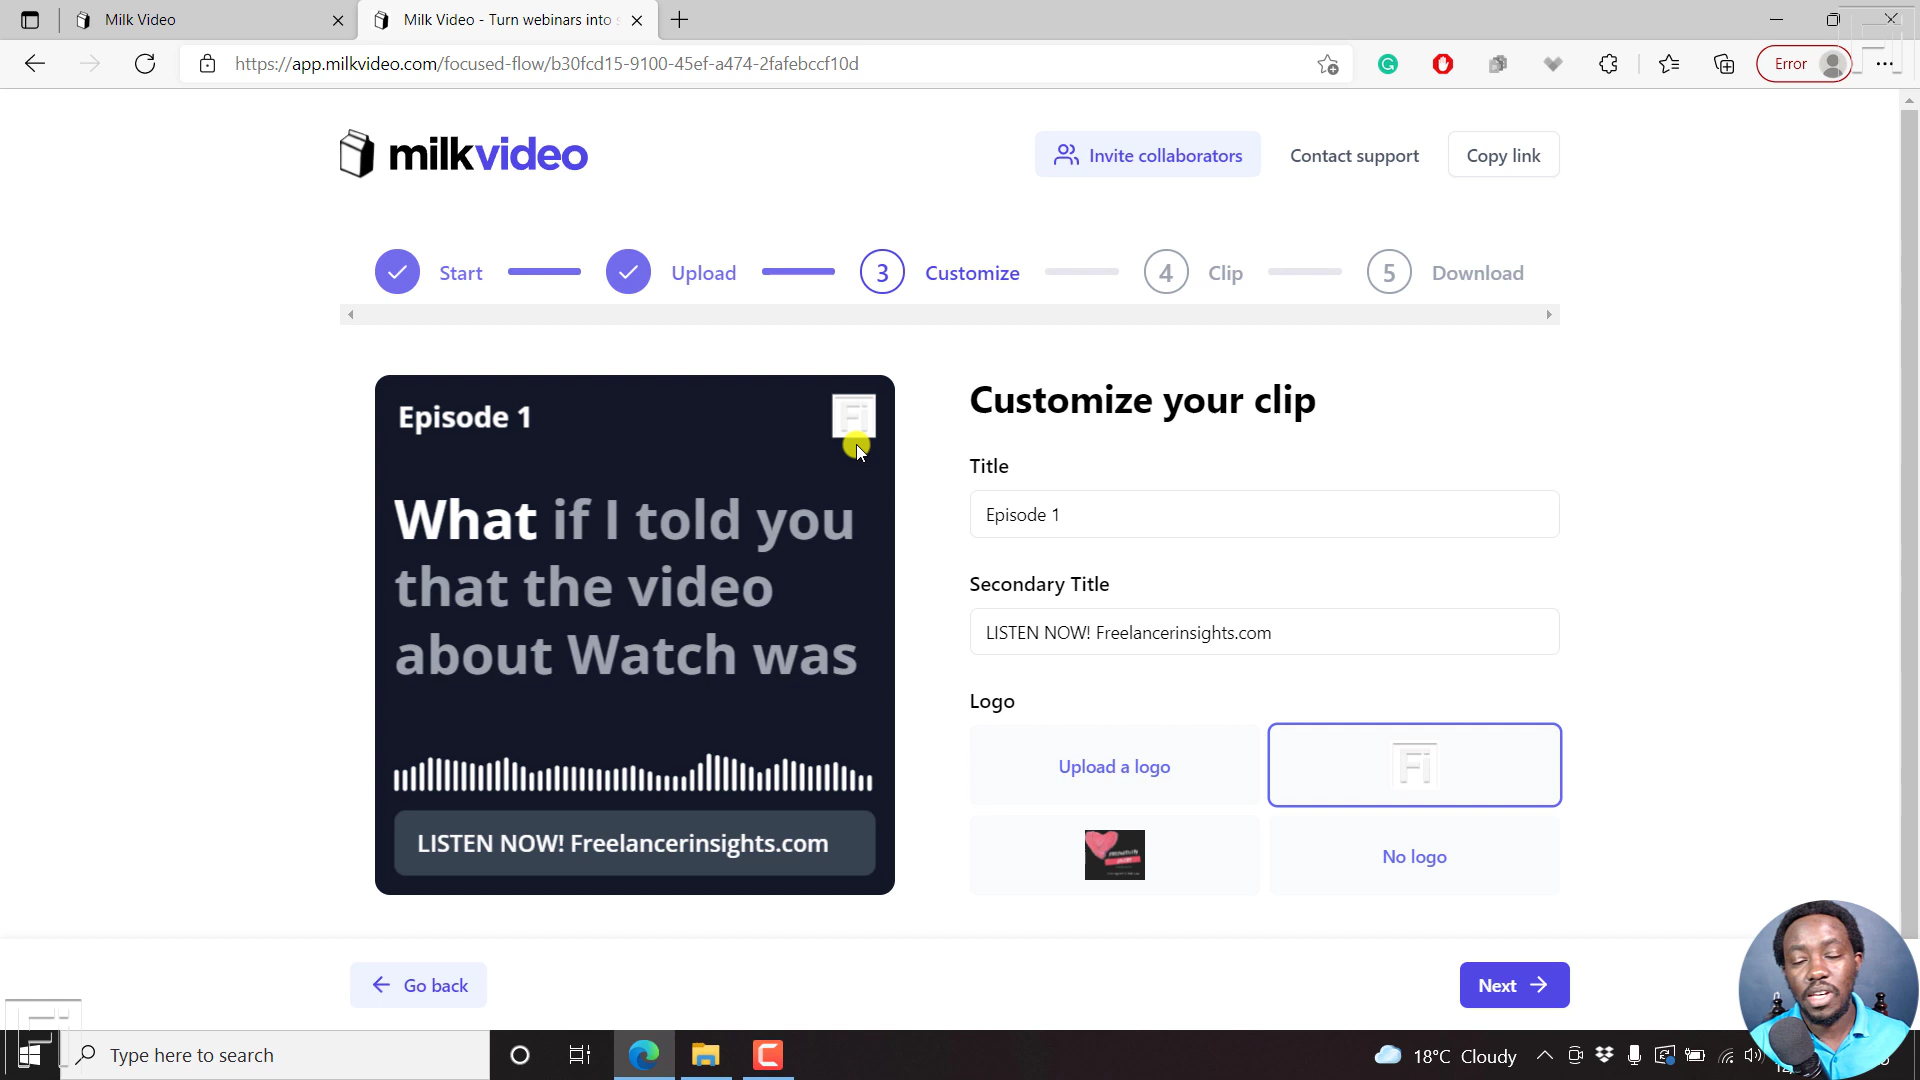 Milk Video
Milk Video - Turn webinars into
https://app.milkvideo.com/focused-flow/b30fcd15-9100-45ef-a474-2fafebccf10d
Error
milkvideo
Invite collaborators
Contact support
Copy link
Start
Upload
3 Customize
4 Clip
5 Download
Episode 1
Fi
What if I told you
that the video
about Watch was
LISTEN NOW! Freelancerinsights.com
Customize your clip
Title
Episode 1
Secondary Title
LISTEN NOW! Freelancerinsights.com
Logo
Upload a logo
Fi
No logo
Go back
Next
Type here to search
18°C Cloudy